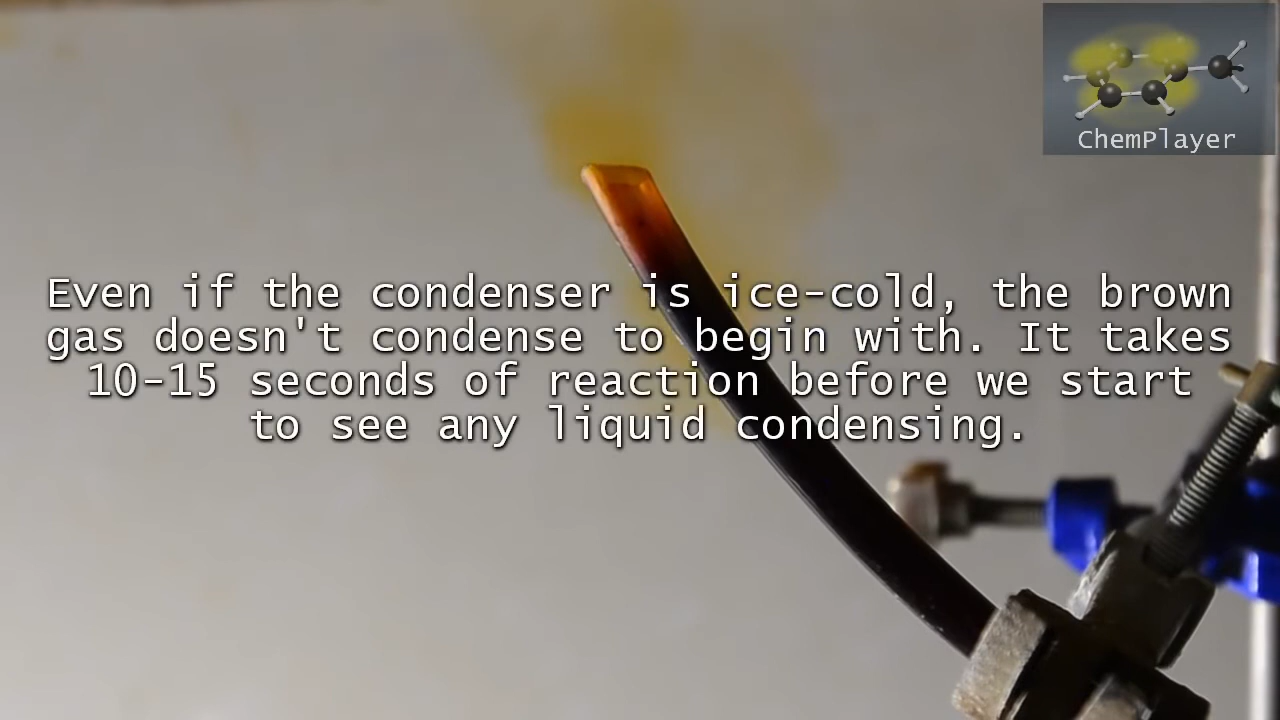 ChemPlayer
Even if the condenser is ice-cold, the brown
gas doesn't condense to begin with. It takes
10-15 seconds of reaction before we start
to see any liquid condensing.